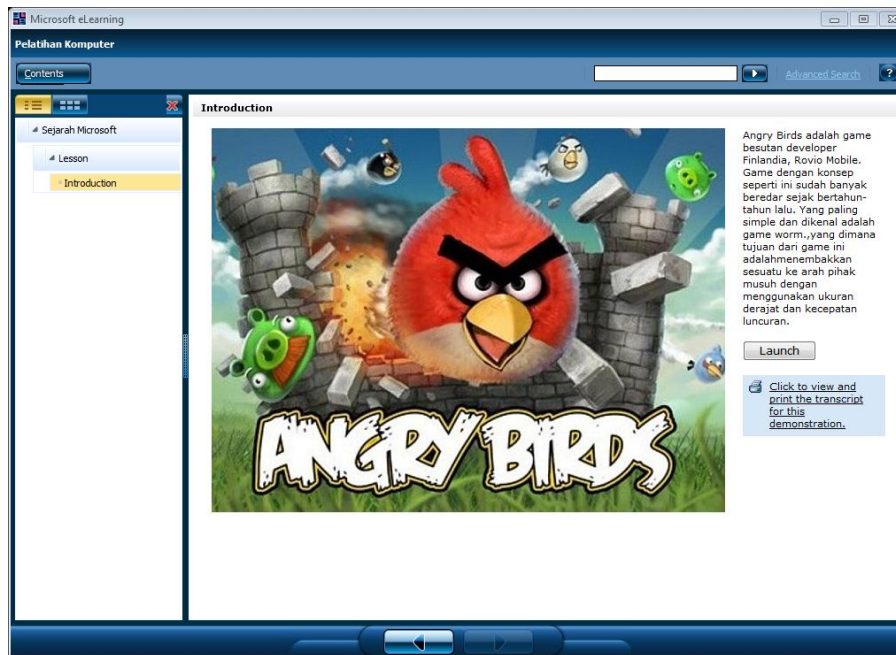 Microsoft eLearning
Pelatihan Komputer
Contents
Advanced Search
?
Sejarah Microsoft
Lesson
Introduction
Introduction
ANGRY BIRDS
Angry Birds adalah game
besutan developer
Finlandia, Rovio Mobile.
Game dengan konsep
seperti ini sudah banyak
beredar sejak bertahun-
tahun lalu. Yang paling
simple dan dikenal adalah
game worm.,yang dimana
tujuan dari game ini
adalahmenembakkan
sesuatu ke arah pihak
musuh dengan
menggunakan ukuran
derajat dan kecepatan
luncuran.
Launch
Click to view and
print the transcript
for this
demonstration.